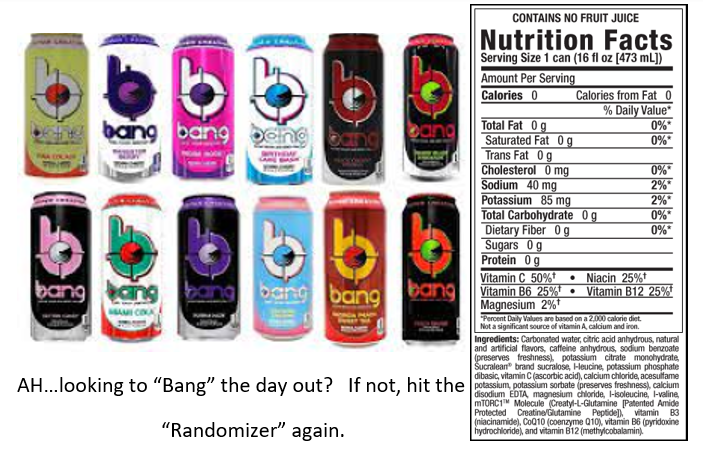 bang bang bang bang bang bang
BIRTHDAY
CAKE BASH
bang bang bang bang bang bang
MIAMI COLA
AH...looking to “Bang” the day out? If not, hit the
“Randomizer” again.
CONTAINS NO FRUIT JUICE
Nutrition Facts
Serving Size 1 can (16 fl oz [473 mL])
Amount Per Serving
Calories 0 Calories from Fat 0
% Daily Value*
Total Fat 0 g 0%*
Saturated Fat 0 g 0%*
Trans Fat 0 g
Cholesterol 0 mg 0%*
Sodium 40 mg 2%*
Potassium 85 mg 2%*
Total Carbohydrate 0 g 0%*
Dietary Fiber 0 g 0%*
Sugars 0 g
Protein 0 g
Vitamin C 50%† • Niacin 25%†
Vitamin B6 25%† • Vitamin B12 25%†
Magnesium 2%†
*Percent Daily Values are based on a 2,000 calorie diet.
Not a significant source of vitamin A, calcium and iron.
Ingredients: Carbonated water, citric acid anhydrous, natural
and artificial flavors, caffeine anhydrous, sodium benzoate
(preserves freshness), potassium citrate monohydrate,
Sucralean® brand sucralose, l-leucine, potassium phosphate
dibasic, vitamin C (ascorbic acid), calcium chloride, acesulfame
potassium, potassium sorbate (preserves freshness), calcium
disodium EDTA, magnesium chloride, l-isoleucine, l-valine,
mTORC1™ Molecule (Creatyl-L-Glutamine [Patented Amide
Protected Creatine/Glutamine Peptide]), vitamin B3
(niacinamide), CoQ10 (coenzyme Q10), vitamin B6 (pyridoxine
hydrochloride), and vitamin B12 (methylcobalamin).